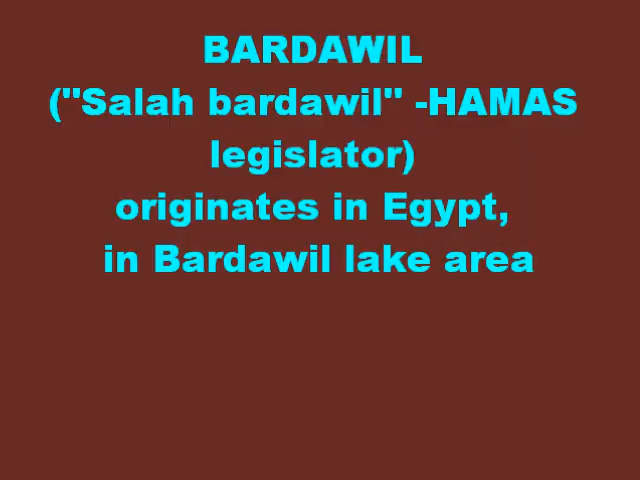 BARDAWIL
("Salah bardawil" -HAMAS
legislator)
originates in Egypt,
in Bardawil lake area